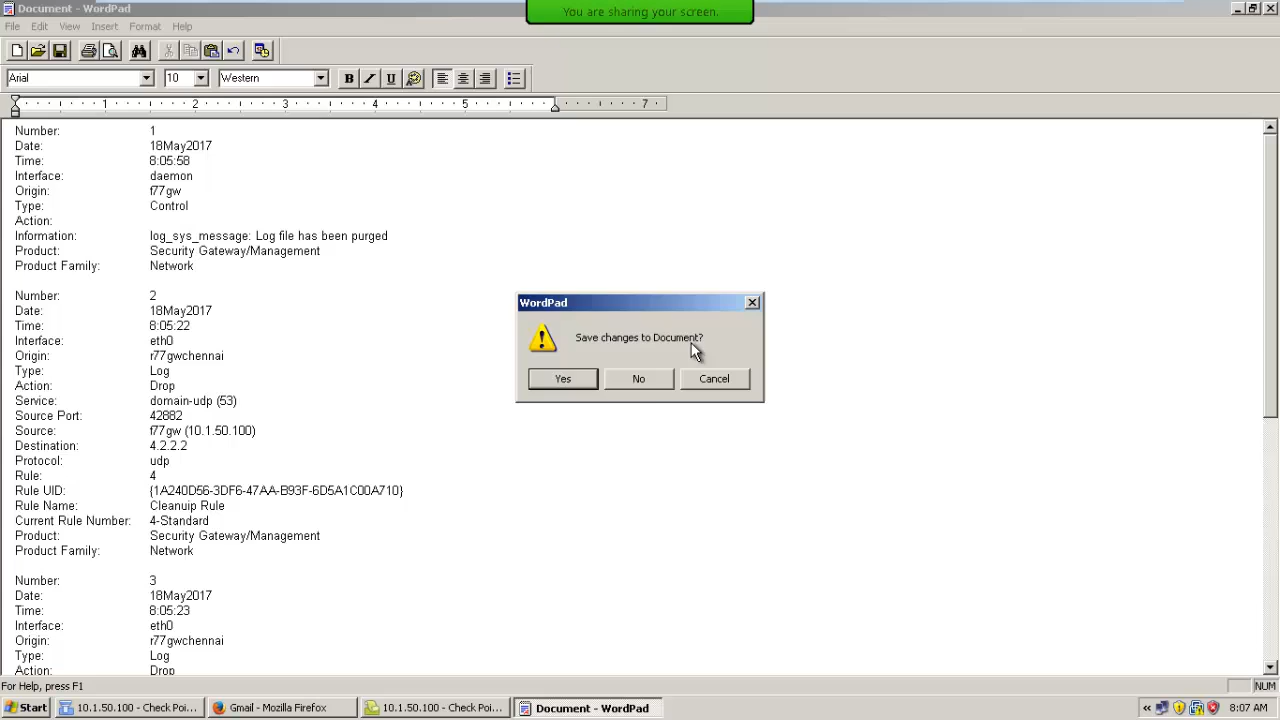 Document - WordPad
You are sharing your screen.
File Edit View Insert Format Help
Arial 10 Western B I U
1 2 3 4 5 7
Number: 1
Date: 18May2017
Time: 8:05:58
Interface: daemon
Origin: f77gw
Type: Control
Action:
Information: log_sys_message: Log file has been purged
Product: Security Gateway/Management
Product Family: Network
Number: 2
Date: 18May2017
Time: 8:05:22
Interface: eth0
Origin: r77gwchennai
Type: Log
Action: Drop
Service: domain-udp (53)
Source Port: 42882
Source: f77gw (10.1.50.100)
Destination: 4.2.2.2
Protocol: udp
Rule: 4
Rule UID: {1A240D56-3DF6-47AA-B93F-6D5A1C00A710}
Rule Name: Cleanuip Rule
Current Rule Number: 4-Standard
Product: Security Gateway/Management
Product Family: Network
Number: 3
Date: 18May2017
Time: 8:05:23
Interface: eth0
Origin: r77gwchennai
Type: Log
Action: Drop
WordPad
Save changes to Document?
Yes No Cancel
For Help, press F1
NUM
Start 10.1.50.100 - Check Poi... Gmail - Mozilla Firefox 10.1.50.100 - Check Poi... Document - WordPad 8:07 AM